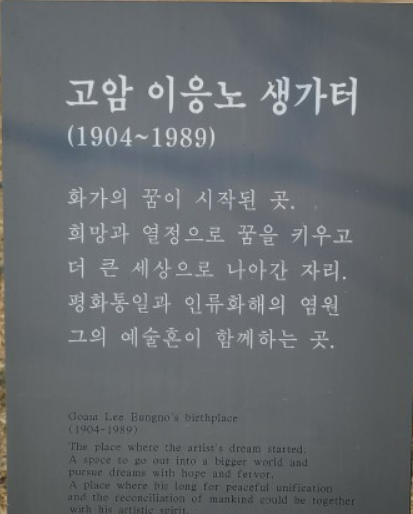 고암 이응노 생가터
(1904~1989)
화가의 꿈이 시작된 곳.
희망과 열정으로 꿈을 키우고
더 큰 세상으로 나아간 자리.
평화통일과 인류화해의 염원
그의 예술혼이 함께하는 곳.
Goam Lee Eungno's birthplace
(1904-1989)
The place where the artist's dream started;
A space to go out into a bigger world and
pursue dreams with hope and fervor.
A place where his long for peaceful unification
and the reconciliation of mankind could be together
with his artistic spirit.